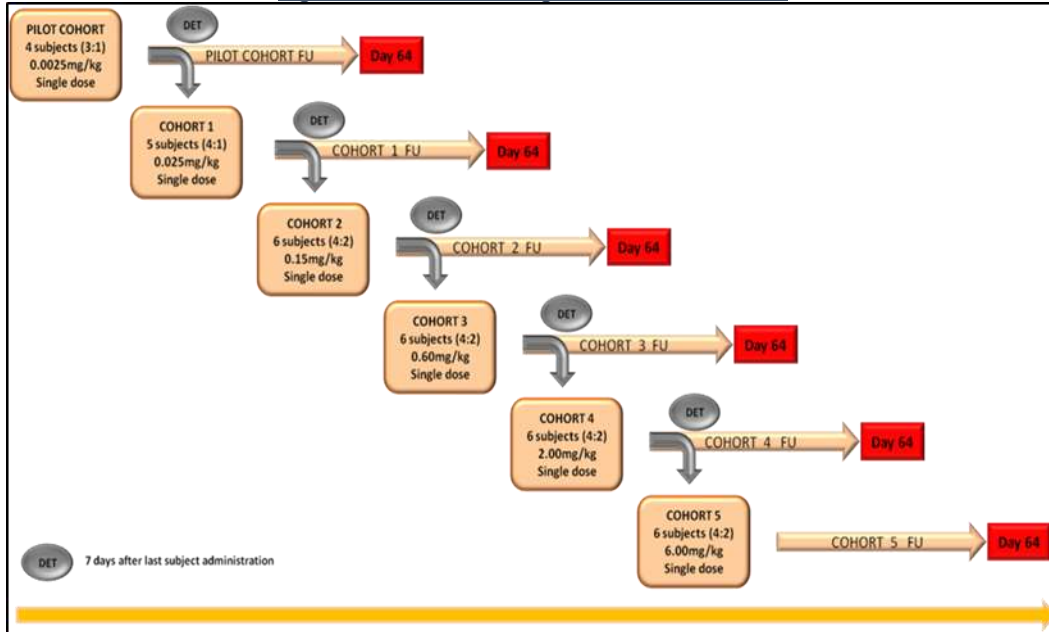 PILOT COHORT
4 subjects (3:1)
0.0025mg/kg
Single dose
DET
PILOT COHORT FU
Day 64
COHORT 1
5 subjects (4:1)
0.025mg/kg
Single dose
DET
COHORT 1 FU
Day 64
COHORT 2
6 subjects (4:2)
0.15mg/kg
Single dose
DET
COHORT 2 FU
Day 64
COHORT 3
6 subjects (4:2)
0.60mg/kg
Single dose
DET
COHORT 3 FU
Day 64
COHORT 4
6 subjects (4:2)
2.00mg/kg
Single dose
DET
COHORT 4 FU
Day 64
COHORT 5
6 subjects (4:2)
6.00mg/kg
Single dose
COHORT 5 FU
Day 64
DET
7 days after last subject administration